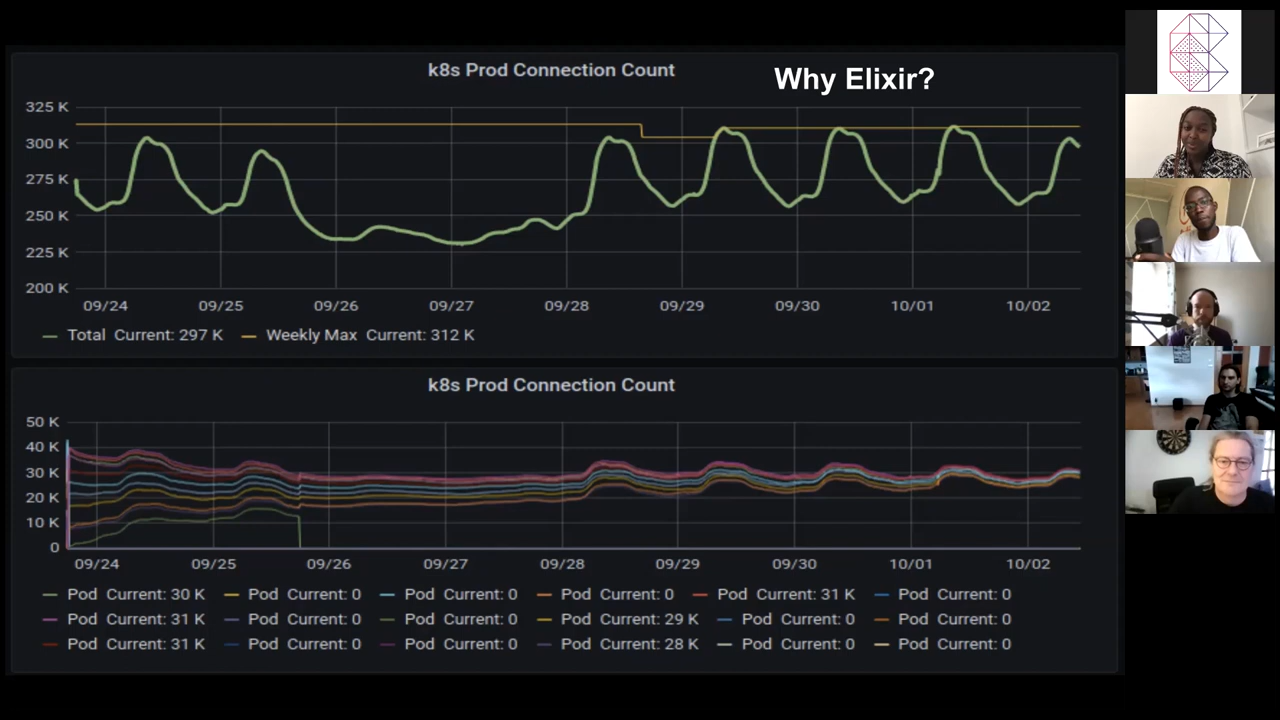 k8s Prod Connection Count
Why Elixir?
325 K
300 K
275 K
250 K
225 K
200 K
09/24 09/25 09/26 09/27 09/28 09/29 09/30 10/01 10/02
Total Current: 297 K Weekly Max Current: 312 K
k8s Prod Connection Count
50 K
40 K
30 K
20 K
10 K
0
09/24 09/25 09/26 09/27 09/28 09/29 09/30 10/01 10/02
Pod Current: 30 K Pod Current: 0 Pod Current: 0 Pod Current: 0 Pod Current: 31 K Pod Current: 0
Pod Current: 31 K Pod Current: 0 Pod Current: 0 Pod Current: 29 K Pod Current: 0 Pod Current: 0
Pod Current: 31 K Pod Current: 0 Pod Current: 0 Pod Current: 28 K Pod Current: 0 Pod Current: 0